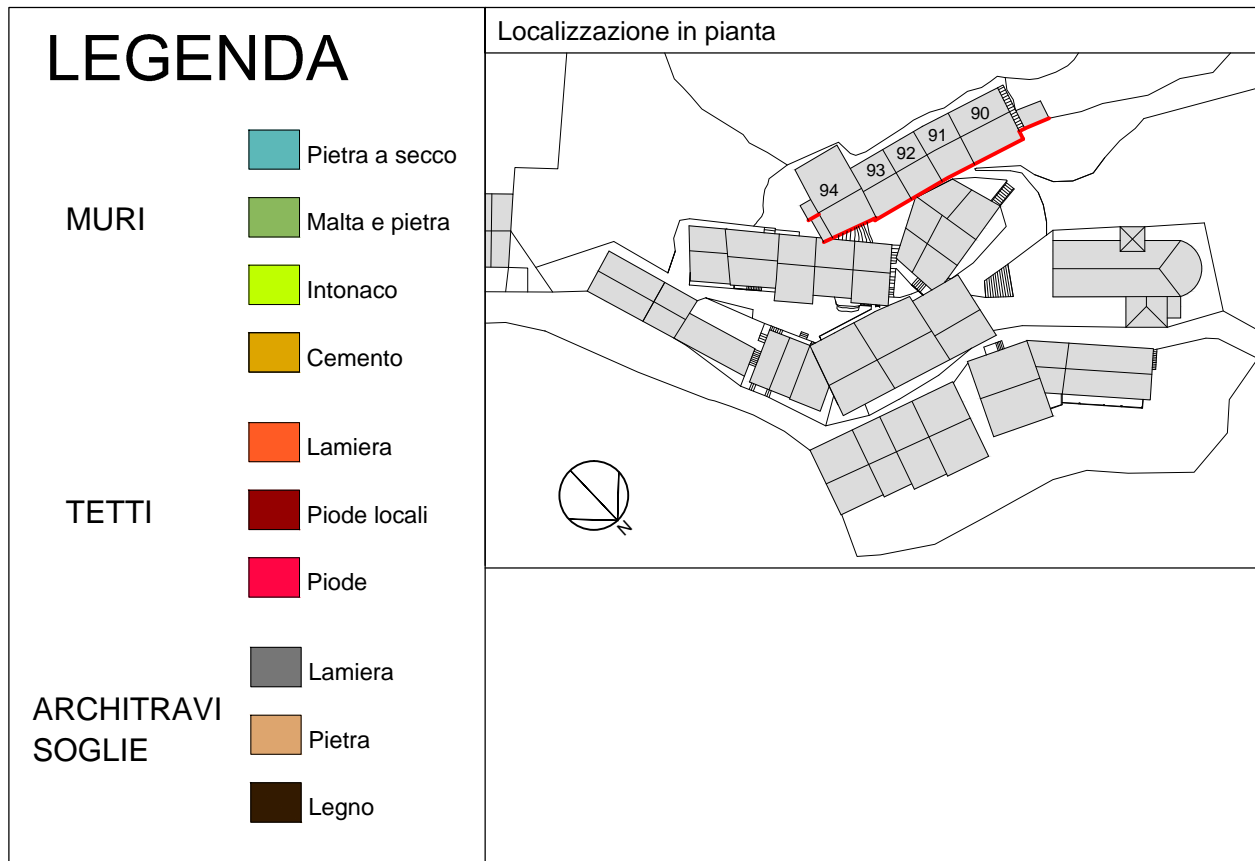 LEGENDA
MURI
Pietra a secco
Malta e pietra
Intonaco
Cemento
TETTI
Lamiera
Piode locali
Piode
ARCHITRAVI
SOGLIE
Lamiera
Pietra
Legno
Localizzazione in pianta
90
91
92
93
94
N